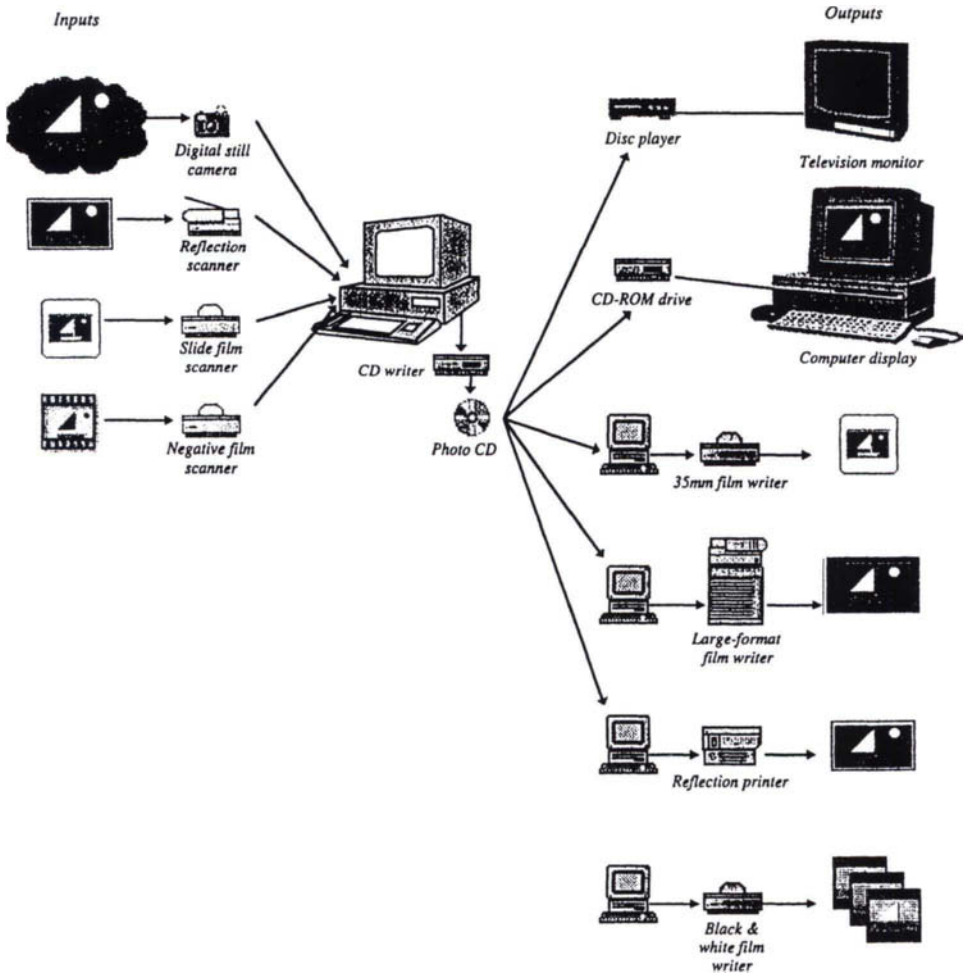 Inputs
Outputs
Digital still
camera
Reflection
scanner
Slide film
scanner
Negative film
scanner
CD writer
Photo CD
Disc player
Television monitor
CD-ROM drive
Computer display
35mm film writer
Large-format
film writer
Reflection printer
Black &
white film
writer